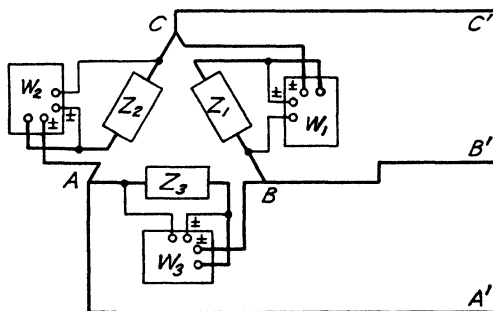 C C'
W₂ ± Z₂ Z₁ ± ± W₁
±
B'
A Z₃ B
±
W₃ ±
A'